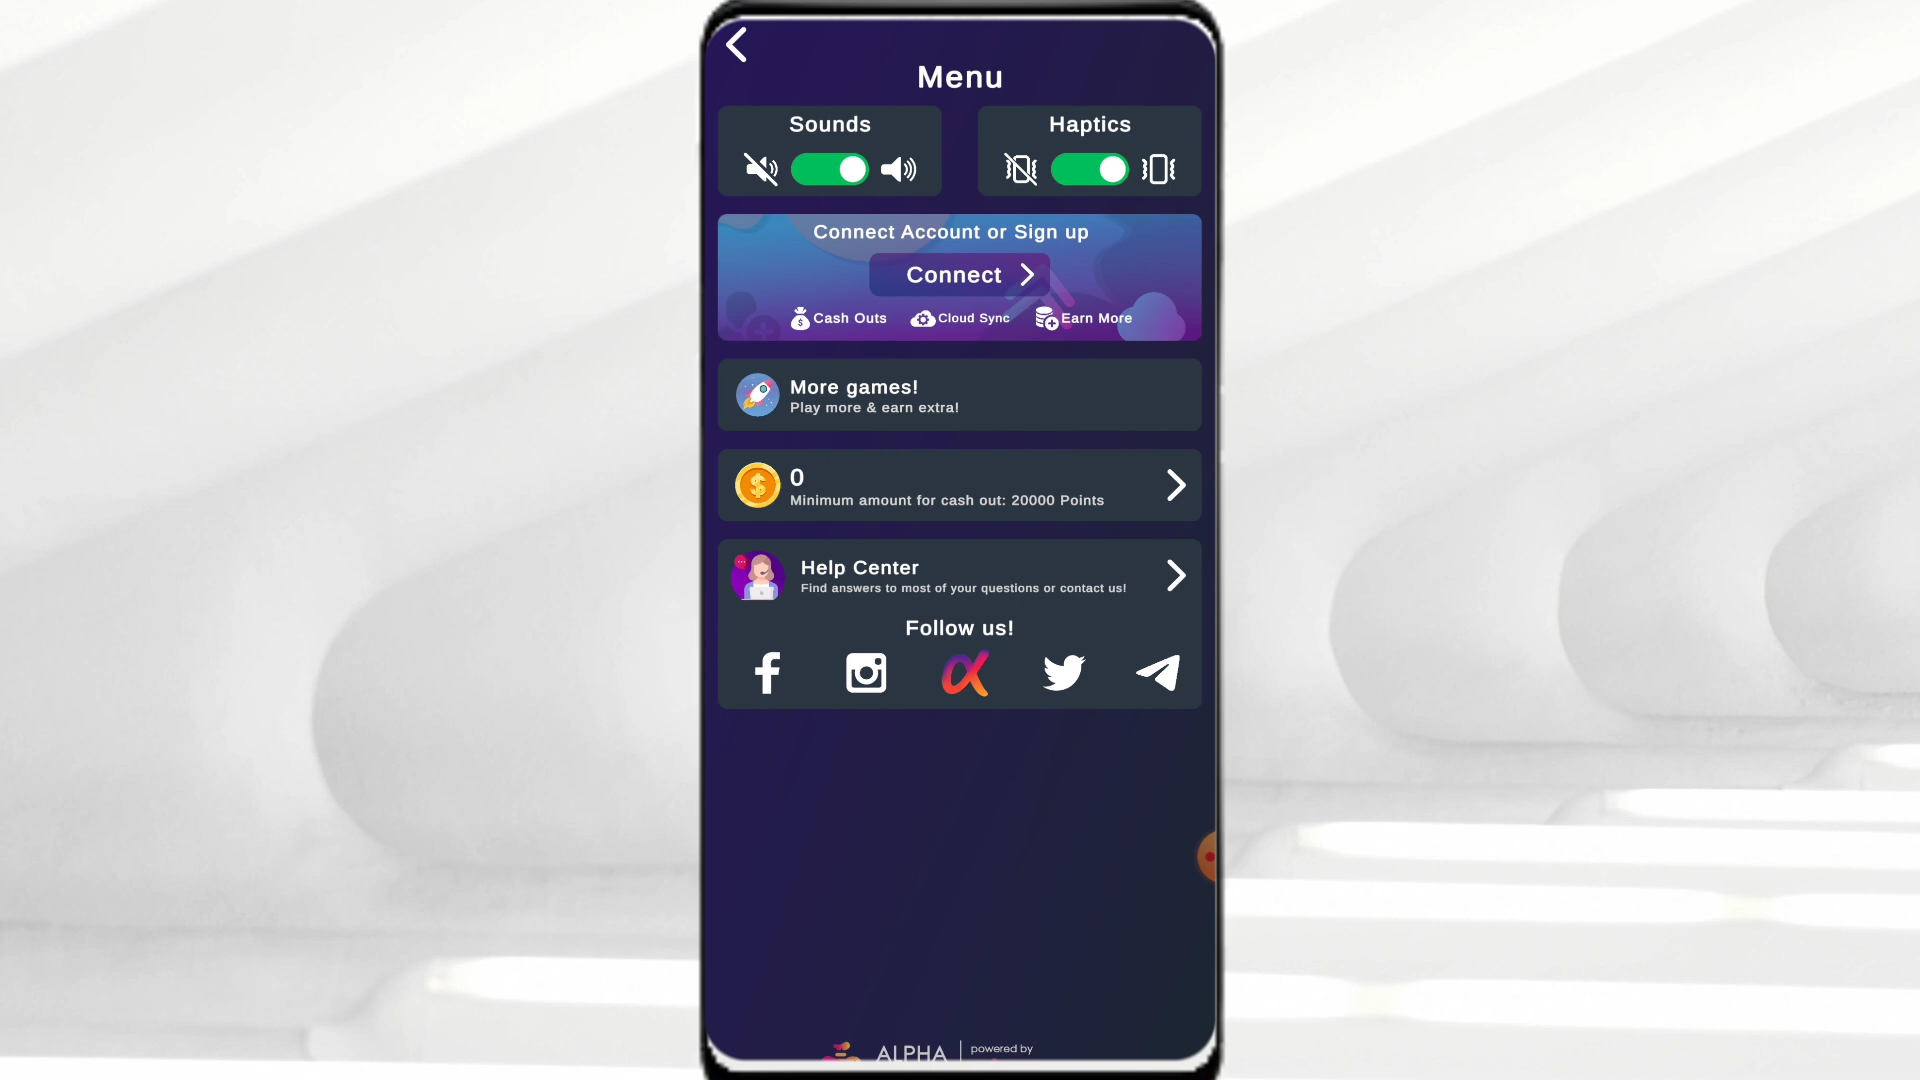 Menu
Sounds
Haptics
Connect Account or Sign up
Connect
Cash Outs
Cloud Sync
Earn More
More games!
Play more & earn extra!
0
Minimum amount for cash out: 20000 Points
Help Center
Find answers to most of your questions or contact us!
Follow us!
ALPHA
powered by